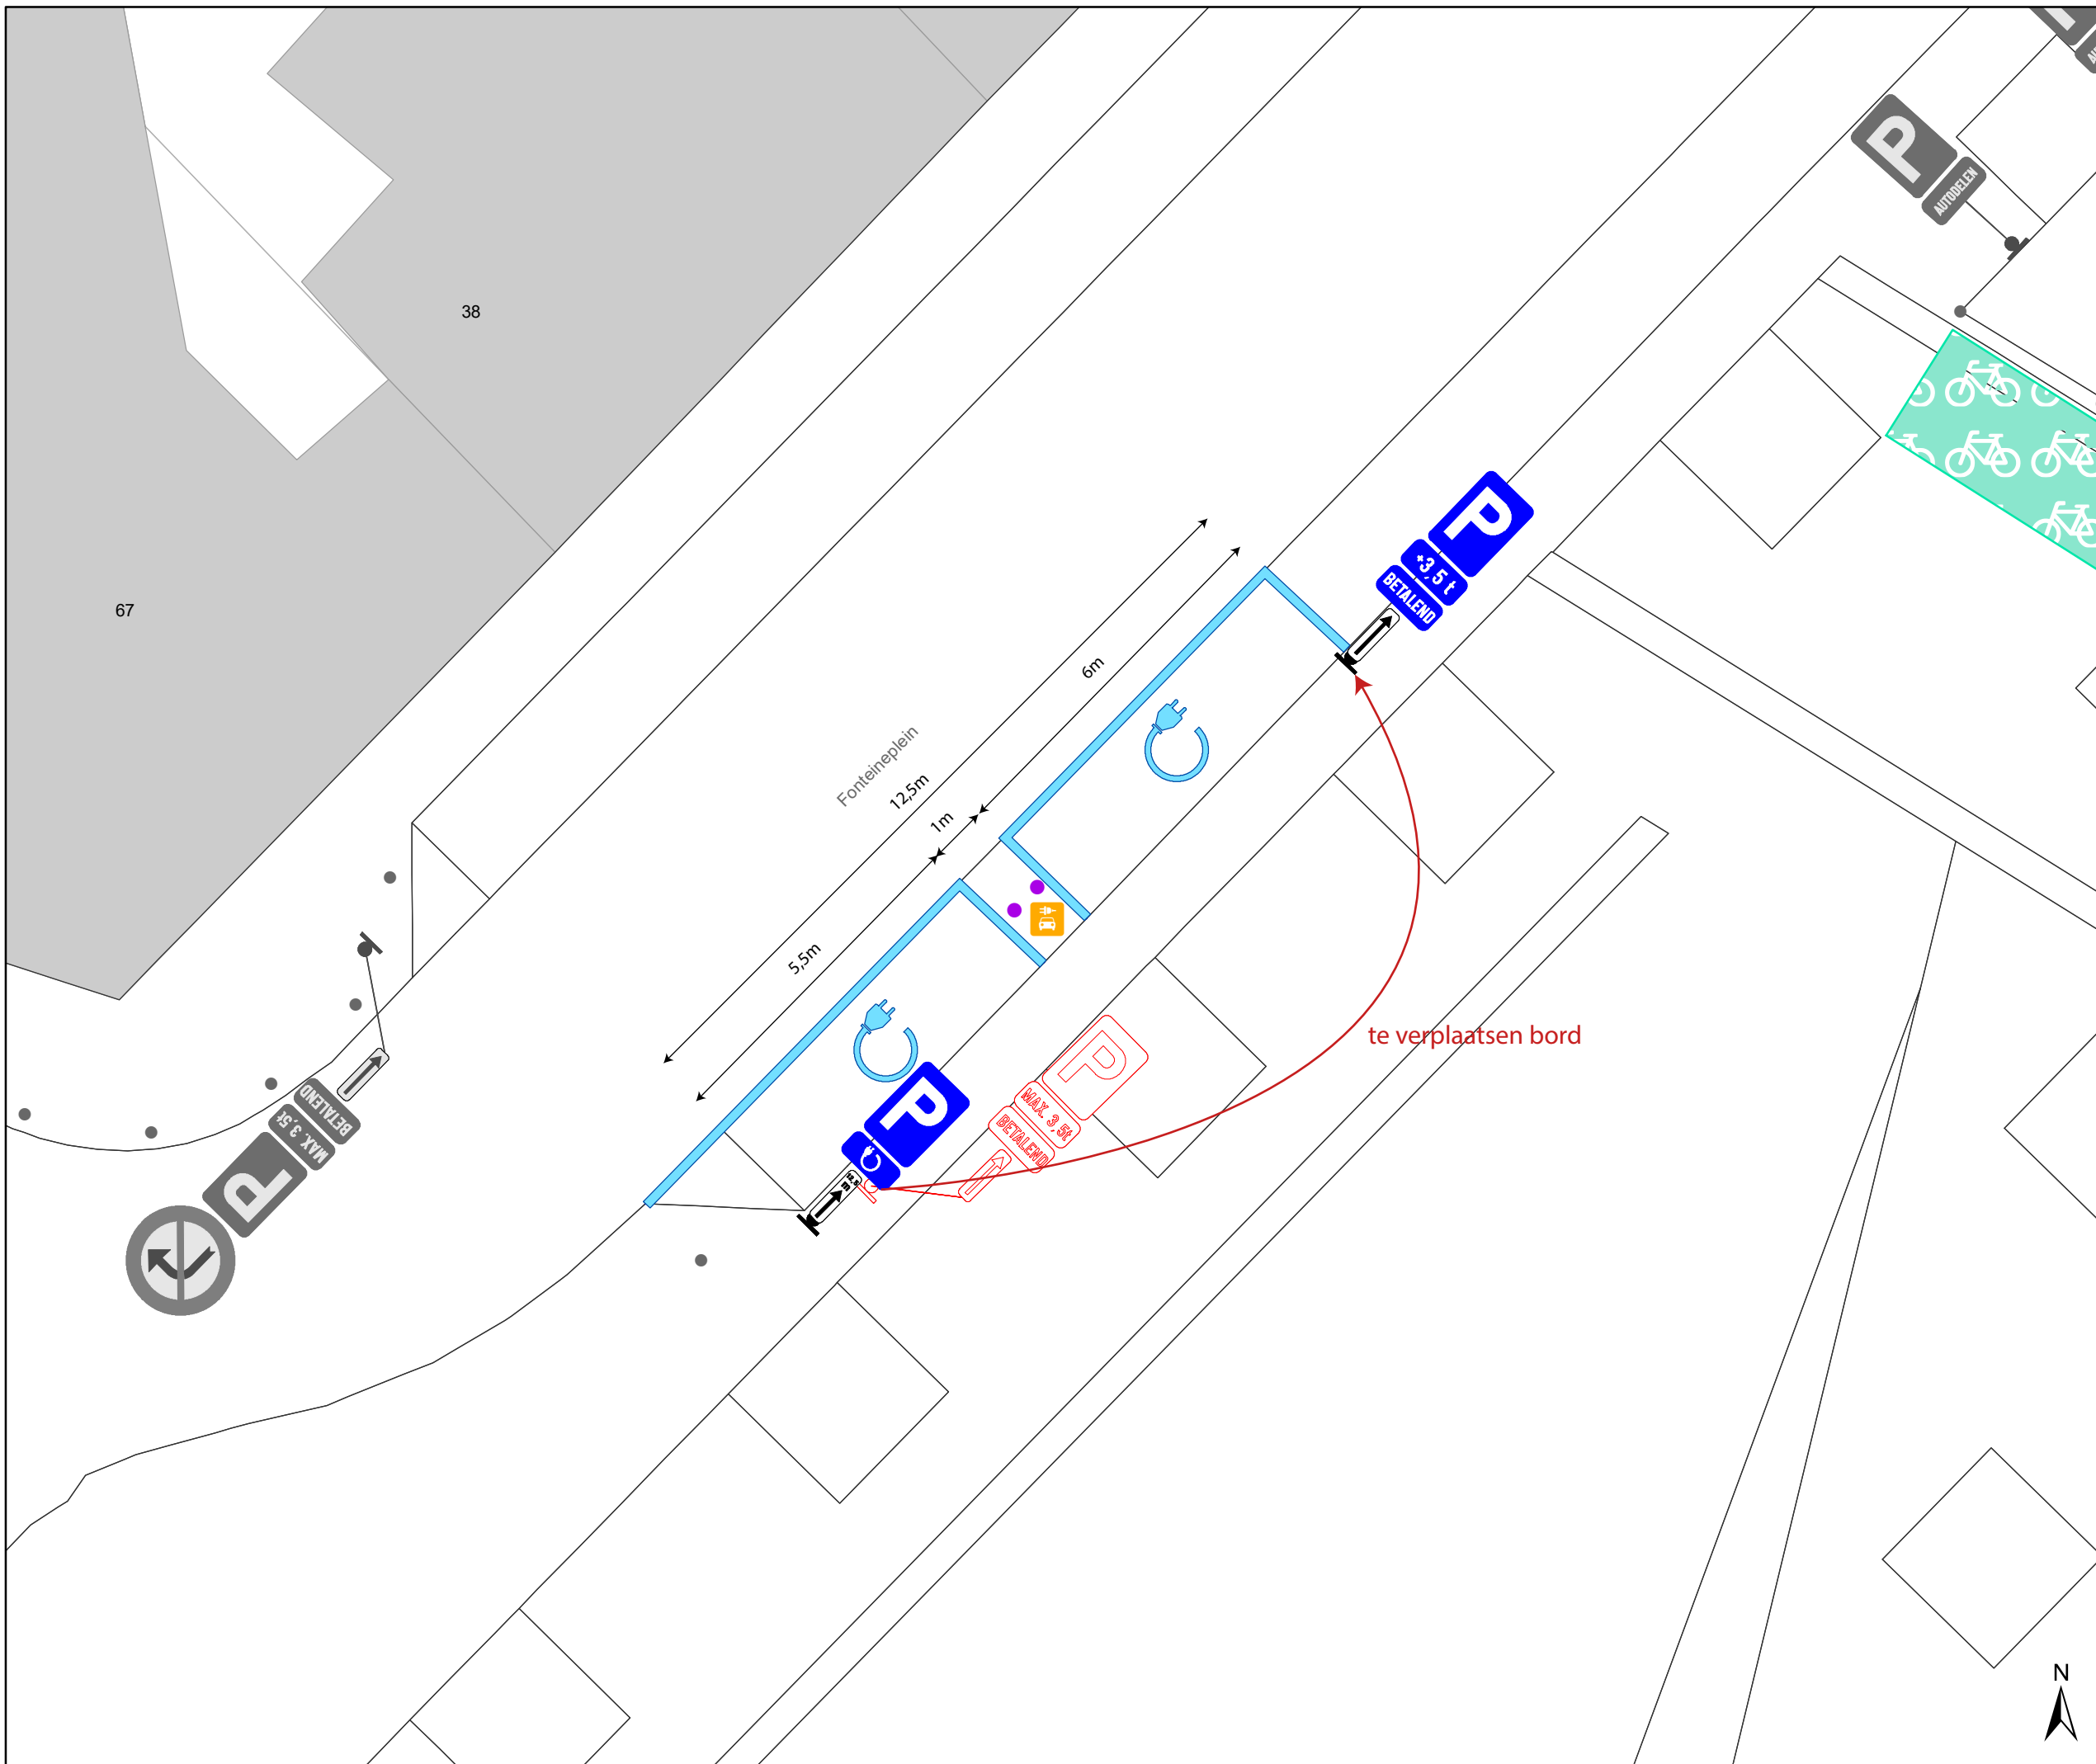 P
AUTODELEN
38
P
+3,5 t
BETALEND
67
6m
Fonteineplein
12,5m
1m
5,5m
te verplaatsen bord
P
MAX. 3,5t
BETALEND
P
BETALEND
MAX. 3,5t
P
N